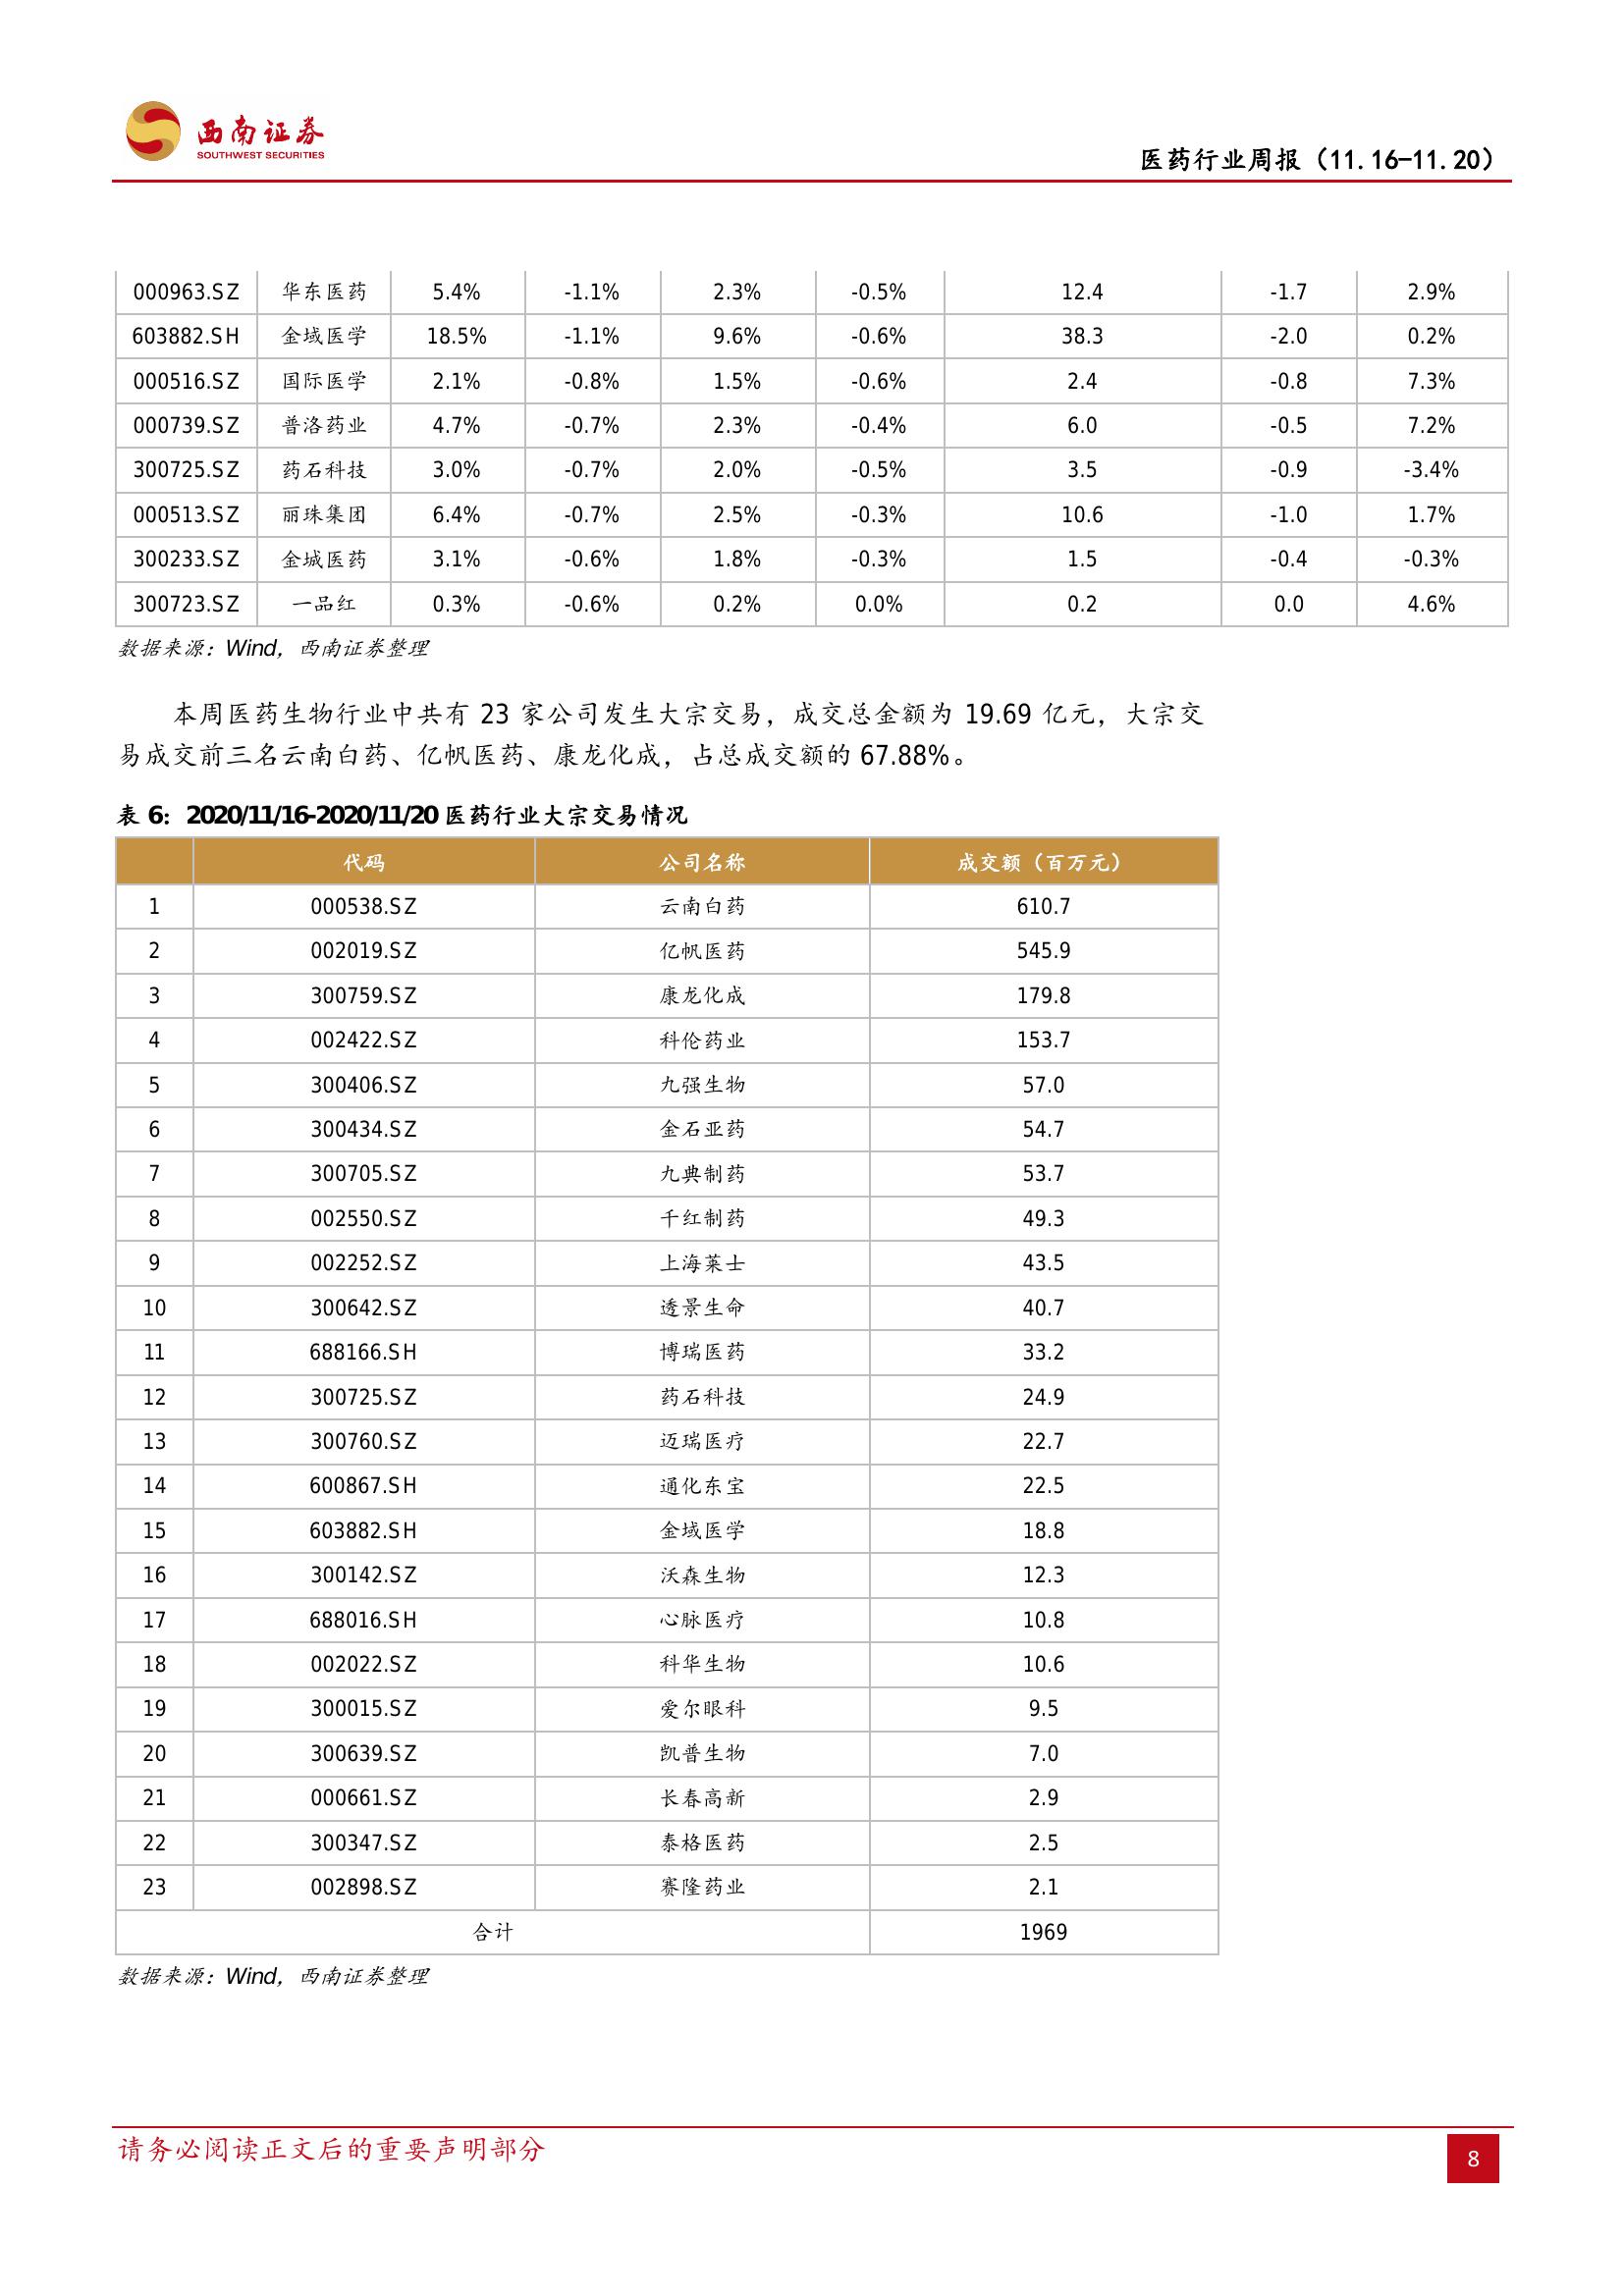 西南证券
SOUTHWEST SECURITIES
医药行业周报（11.16-11.20）
000963.SZ 华东医药 5.4% -1.1% 2.3% -0.5% 12.4 -1.7 2.9%
603882.SH 金域医学 18.5% -1.1% 9.6% -0.6% 38.3 -2.0 0.2%
000516.SZ 国际医学 2.1% -0.8% 1.5% -0.6% 2.4 -0.8 7.3%
000739.SZ 普洛药业 4.7% -0.7% 2.3% -0.4% 6.0 -0.5 7.2%
300725.SZ 药石科技 3.0% -0.7% 2.0% -0.5% 3.5 -0.9 -3.4%
000513.SZ 丽珠集团 6.4% -0.7% 2.5% -0.3% 10.6 -1.0 1.7%
300233.SZ 金城医药 3.1% -0.6% 1.8% -0.3% 1.5 -0.4 -0.3%
300723.SZ 一品红 0.3% -0.6% 0.2% 0.0% 0.2 0.0 4.6%
数据来源：Wind，西南证券整理
本周医药生物行业中共有 23 家公司发生大宗交易，成交总金额为 19.69 亿元，大宗交
易成交前三名云南白药、亿帆医药、康龙化成，占总成交额的 67.88%。
表 6：2020/11/16-2020/11/20 医药行业大宗交易情况
代码 公司名称 成交额（百万元）
1 000538.SZ 云南白药 610.7
2 002019.SZ 亿帆医药 545.9
3 300759.SZ 康龙化成 179.8
4 002422.SZ 科伦药业 153.7
5 300406.SZ 九强生物 57.0
6 300434.SZ 金石亚药 54.7
7 300705.SZ 九典制药 53.7
8 002550.SZ 千红制药 49.3
9 002252.SZ 上海莱士 43.5
10 300642.SZ 透景生命 40.7
11 688166.SH 博瑞医药 33.2
12 300725.SZ 药石科技 24.9
13 300760.SZ 迈瑞医疗 22.7
14 600867.SH 通化东宝 22.5
15 603882.SH 金域医学 18.8
16 300142.SZ 沃森生物 12.3
17 688016.SH 心脉医疗 10.8
18 002022.SZ 科华生物 10.6
19 300015.SZ 爱尔眼科 9.5
20 300639.SZ 凯普生物 7.0
21 000661.SZ 长春高新 2.9
22 300347.SZ 泰格医药 2.5
23 002898.SZ 赛隆药业 2.1
合计 1969
数据来源：Wind，西南证券整理
请务必阅读正文后的重要声明部分
8